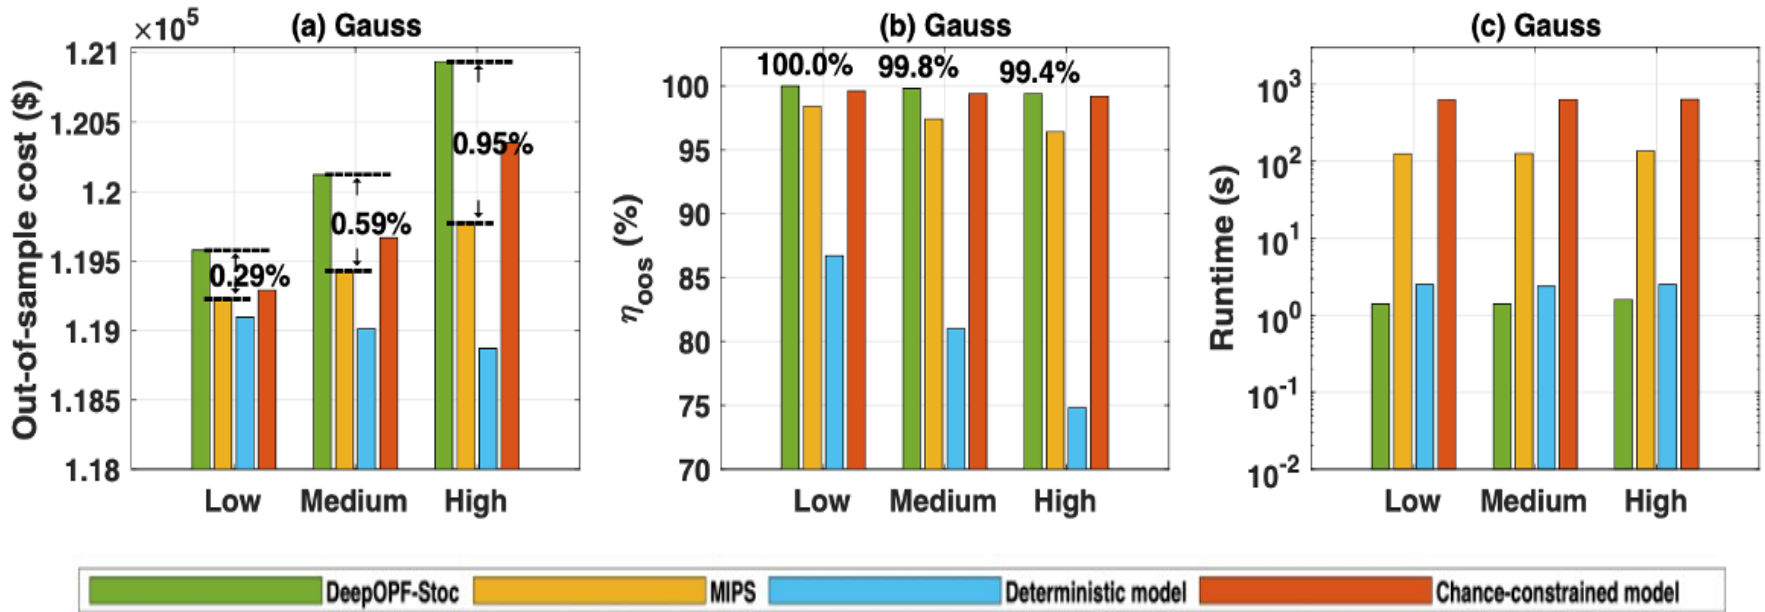 (a) Gauss
×10^5
Out-of-sample cost ($)
1.21
1.205
1.2
1.195
1.19
1.185
1.18
0.29%
0.59%
0.95%
Low Medium High
(b) Gauss
η_oos (%)
100
95
90
85
80
75
70
100.0% 99.8% 99.4%
Low Medium High
(c) Gauss
Runtime (s)
10^3
10^2
10^1
10^0
10^-1
10^-2
Low Medium High
DeepOPF-Stoc MIPS Deterministic model Chance-constrained model